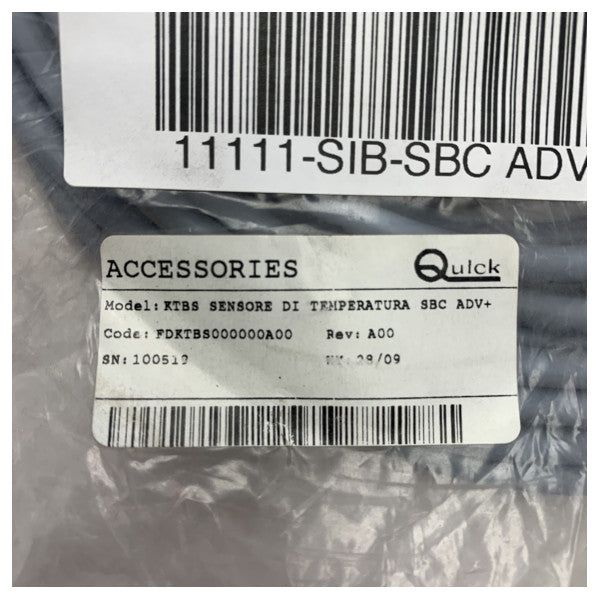 11111-SIB-SBC ADV
ACCESSORIES
Quick
Model: KTBS SENSORE DI TEMPERATURA SBC ADV+
Code: FDKTBS000000A00 Rev: A00
SN: 100512 28/09